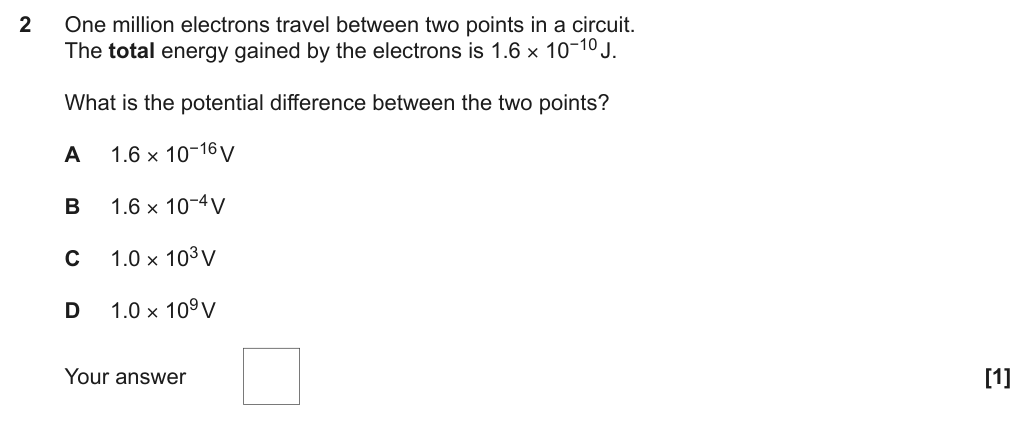 2 One million electrons travel between two points in a circuit.
The total energy gained by the electrons is 1.6 × 10⁻¹⁰ J.
What is the potential difference between the two points?
A 1.6 × 10⁻¹⁶ V
B 1.6 × 10⁻⁴ V
C 1.0 × 10³ V
D 1.0 × 10⁹ V
Your answer [1]